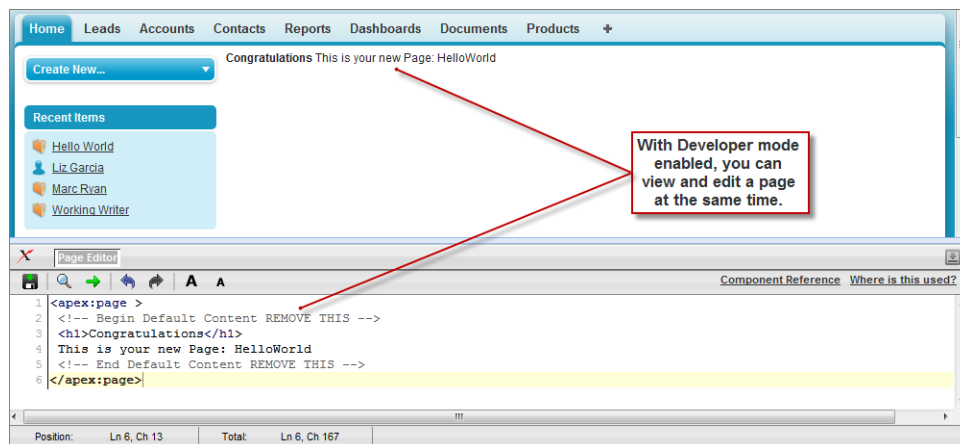 Home Leads Accounts Contacts Reports Dashboards Documents Products +
Create New...
Congratulations This is your new Page: HelloWorld
Recent Items
Hello World
Liz Garcia
Marc Ryan
Working Writer
With Developer mode
enabled, you can
view and edit a page
at the same time.
Page Editor
A A
Component Reference Where is this used?
1 <apex:page >
2 <!-- Begin Default Content REMOVE THIS -->
3 <h1>Congratulations</h1>
4 This is your new Page: HelloWorld
5 <!-- End Default Content REMOVE THIS -->
6 </apex:page>
Position: Ln 6, Ch 13 Total: Ln 6, Ch 167